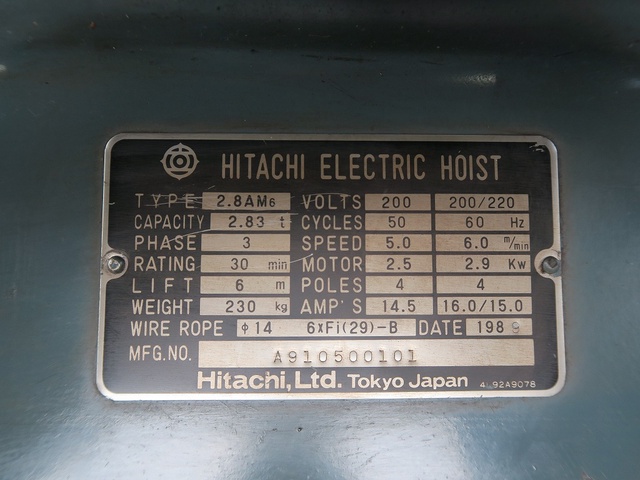 HITACHI ELECTRIC HOIST
TYPE 2.8AM6 VOLTS 200 200/220
CAPACITY 2.83 t CYCLES 50 60 Hz
PHASE 3 SPEED 5.0 6.0 m/min
RATING 30 min MOTOR 2.5 2.9 Kw
LIFT 6 m POLES 4 4
WEIGHT 230 kg AMP'S 14.5 16.0/15.0
WIRE ROPE φ14 6xFi(29)-B DATE 1989
MFG.NO. A910500101
Hitachi, Ltd. Tokyo Japan